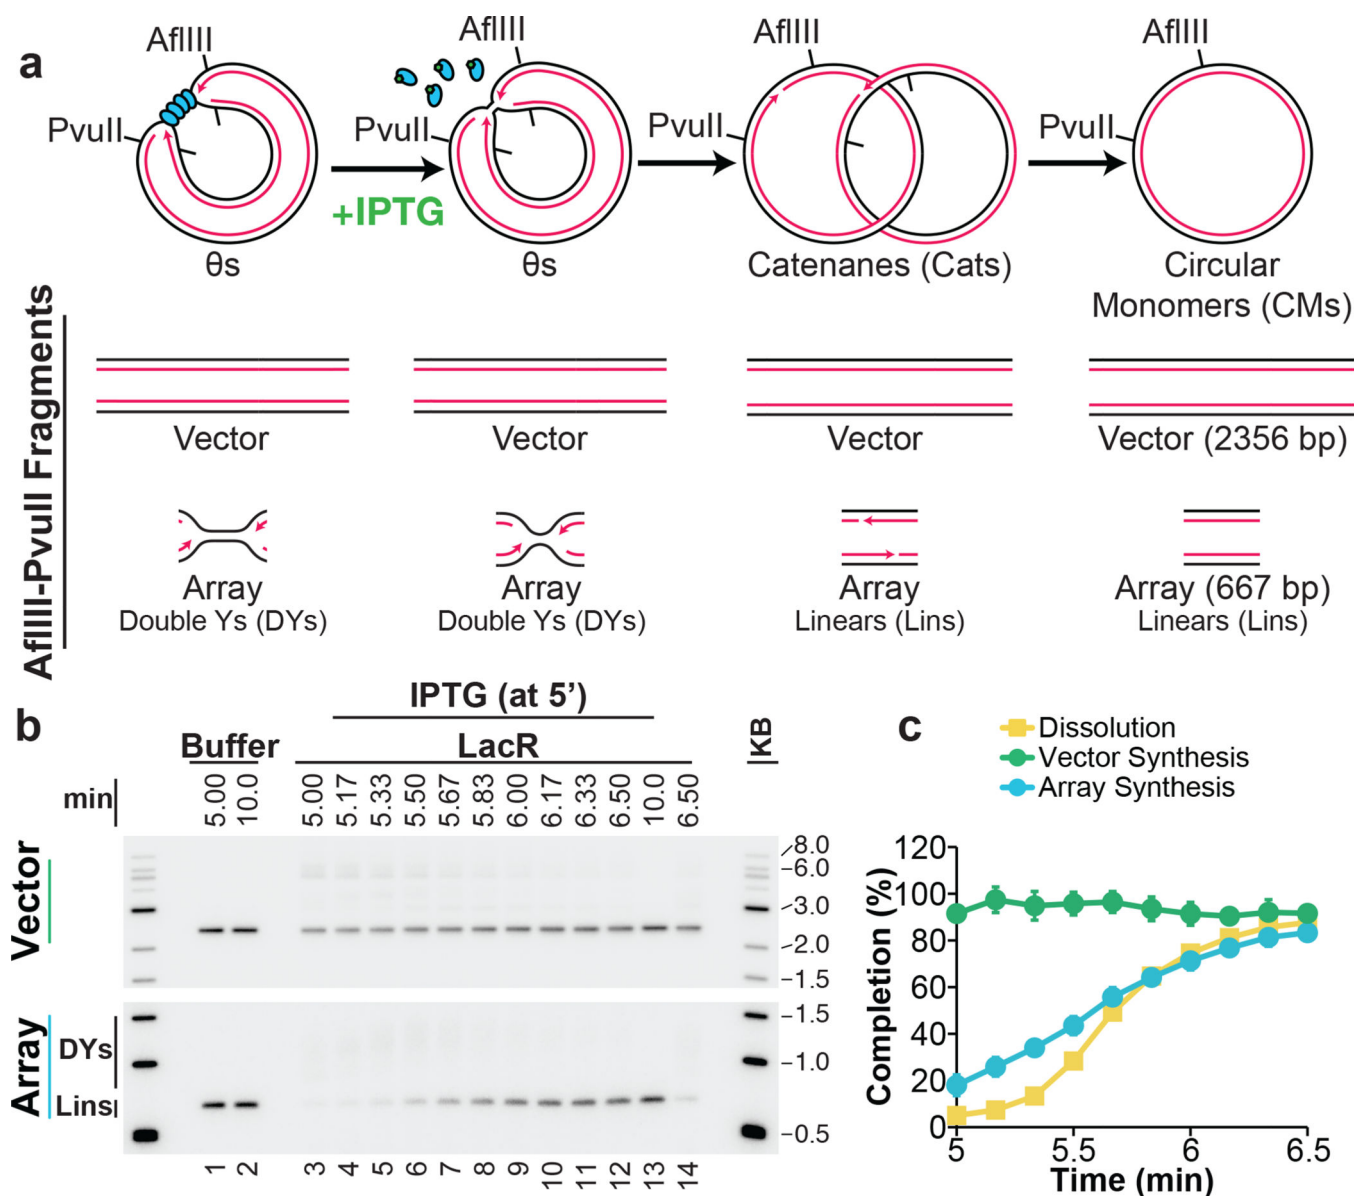 a
AflIII
PvuII
θs
+IPTG
AflIII
PvuII
θs
AflIII
PvuII
Catenanes (Cats)
AflIII
PvuII
Circular
Monomers (CMs)
AflIII-PvuII Fragments
Vector
Vector
Vector
Vector (2356 bp)
Array
Double Ys (DYs)
Array
Double Ys (DYs)
Array
Linears (Lins)
Array (667 bp)
Linears (Lins)
b
IPTG (at 5’)
Buffer
LacR
KB
min
5.00
10.0
5.00
5.17
5.33
5.50
5.67
5.83
6.00
6.17
6.33
6.50
10.0
6.50
Vector
8.0
6.0
3.0
2.0
1.5
Array
DYs
Lins
1.5
1.0
0.5
1
2
3
4
5
6
7
8
9
10
11
12
13
14
c
Dissolution
Vector Synthesis
Array Synthesis
Completion (%)
120
100
80
60
40
20
0
5
5.5
6
6.5
Time (min)